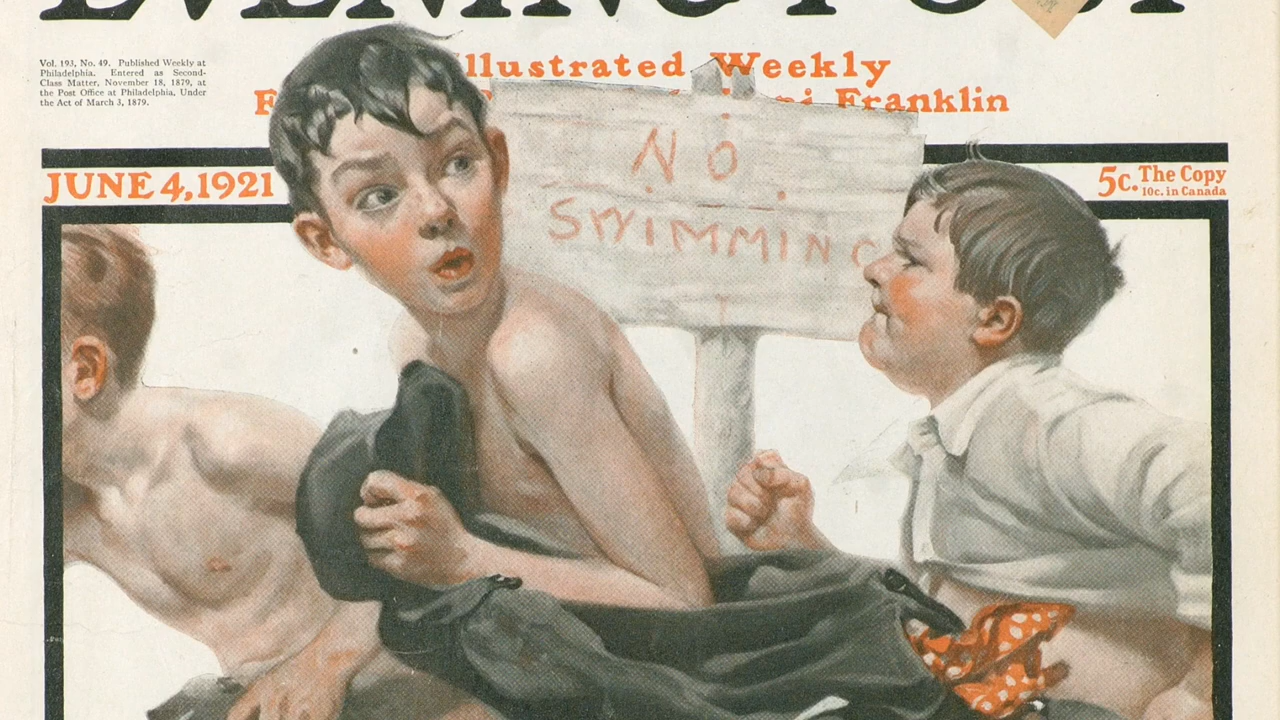 EVENING POST
Vol. 193, No. 49. Published Weekly at
Philadelphia. Entered as Second-
Class Matter, November 18, 1879, at
the Post Office at Philadelphia, Under
the Act of March 3, 1879.
Illustrated Weekly
Franklin
JUNE 4, 1921
5c. The Copy
10c. in Canada
NO
SWIMMING